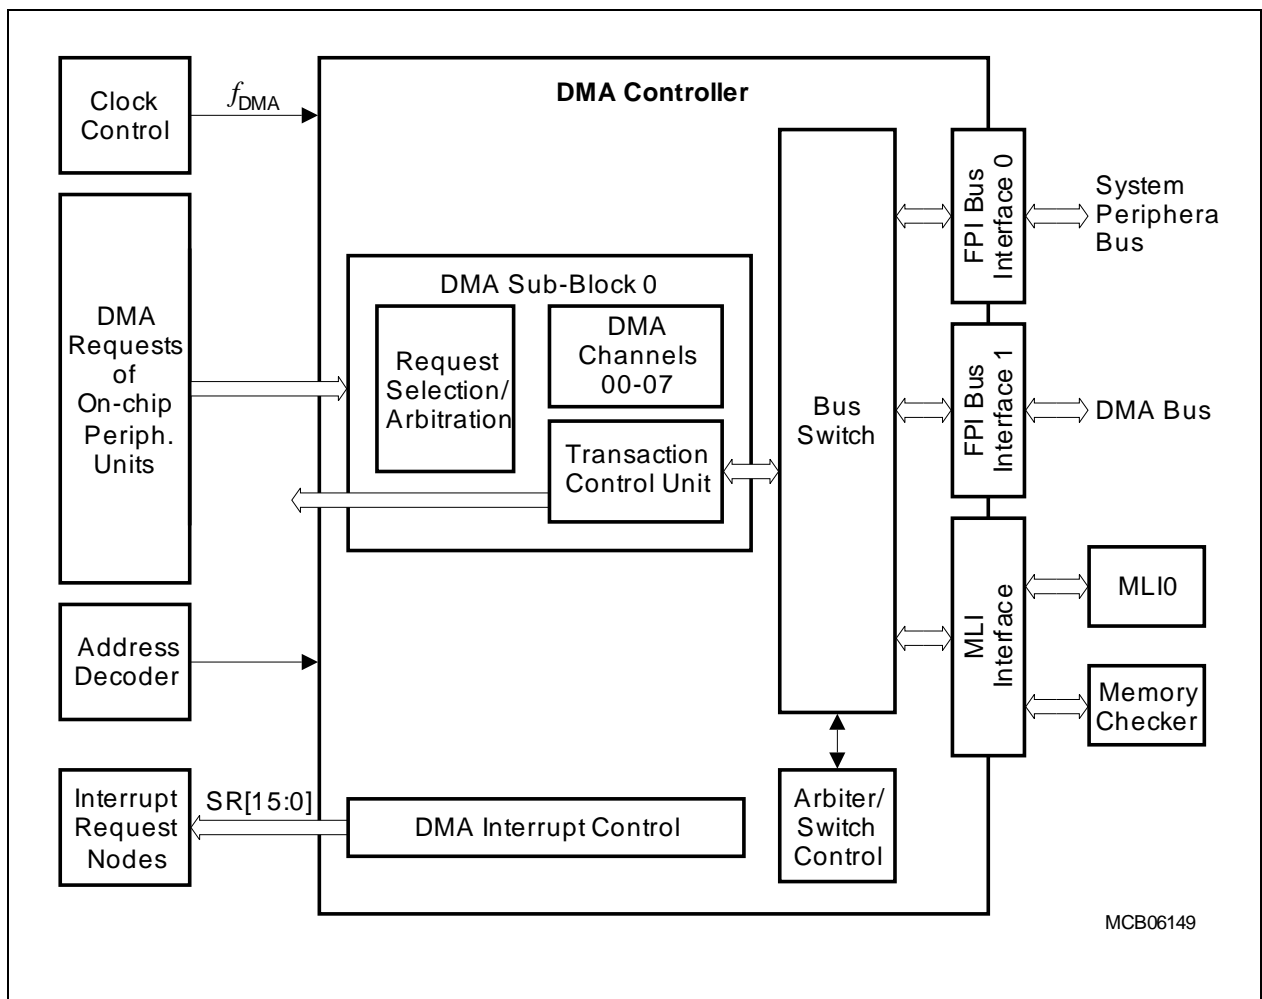 Clock
Control
fDMA
DMA Controller
DMA
Requests
of
On-chip
Periph.
Units
DMA Sub-Block 0
Request
Selection/
Arbitration
DMA
Channels
00-07
Transaction
Control Unit
Bus
Switch
FPI Bus
Interface 0
System
Periphera
Bus
FPI Bus
Interface 1
DMA Bus
MLI
Interface
MLI0
Memory
Checker
Address
Decoder
Interrupt
Request
Nodes
SR[15:0]
DMA Interrupt Control
Arbiter/
Switch
Control
MCB06149